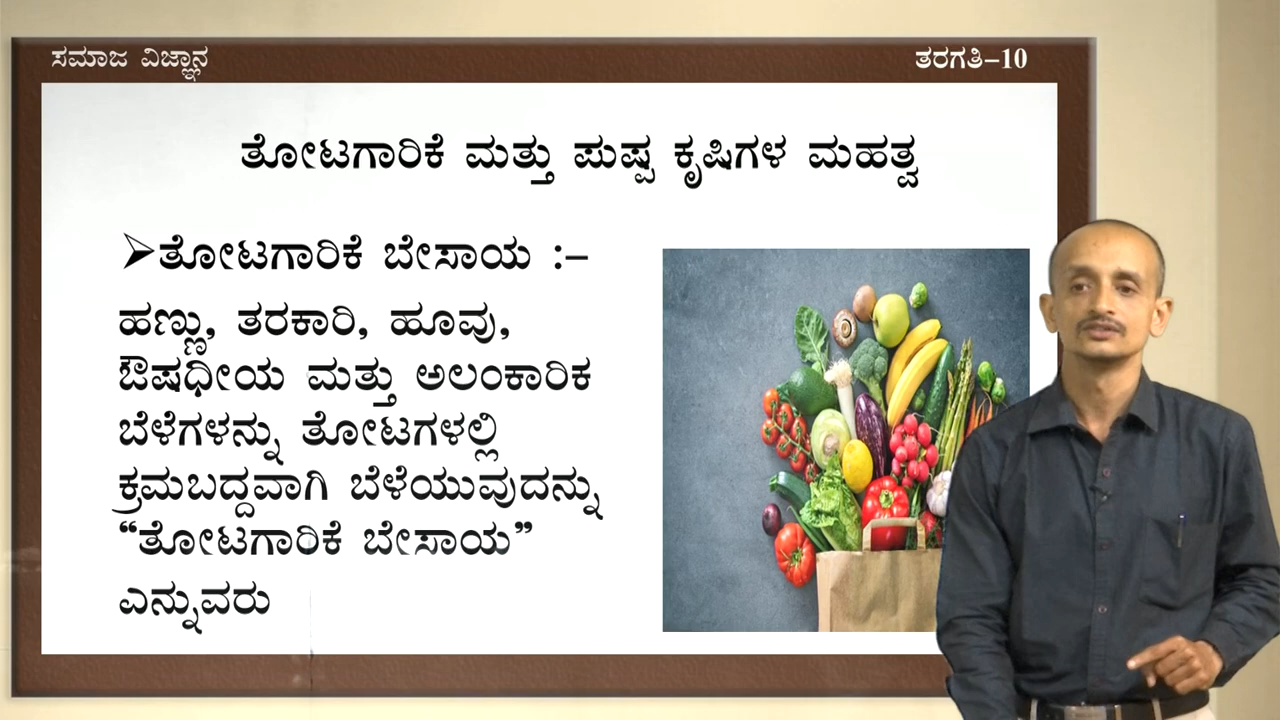 ಸಮಾಜ ವಿಜ್ಞಾನ
ತರಗತಿ–10
ತೋಟಗಾರಿಕೆ ಮತ್ತು ಪುಷ್ಪ ಕೃಷಿಗಳ ಮಹತ್ವ
➢ತೋಟಗಾರಿಕೆ ಬೇಸಾಯ :–
ಹಣ್ಣು, ತರಕಾರಿ, ಹೂವು,
ಔಷಧೀಯ ಮತ್ತು ಅಲಂಕಾರಿಕ
ಬೆಳೆಗಳನ್ನು ತೋಟಗಳಲ್ಲಿ
ಕ್ರಮಬದ್ದವಾಗಿ ಬೆಳೆಯುವುದನ್ನು
“ತೋಟಗಾರಿಕೆ ಬೇಸಾಯ”
ಎನ್ನುವರು